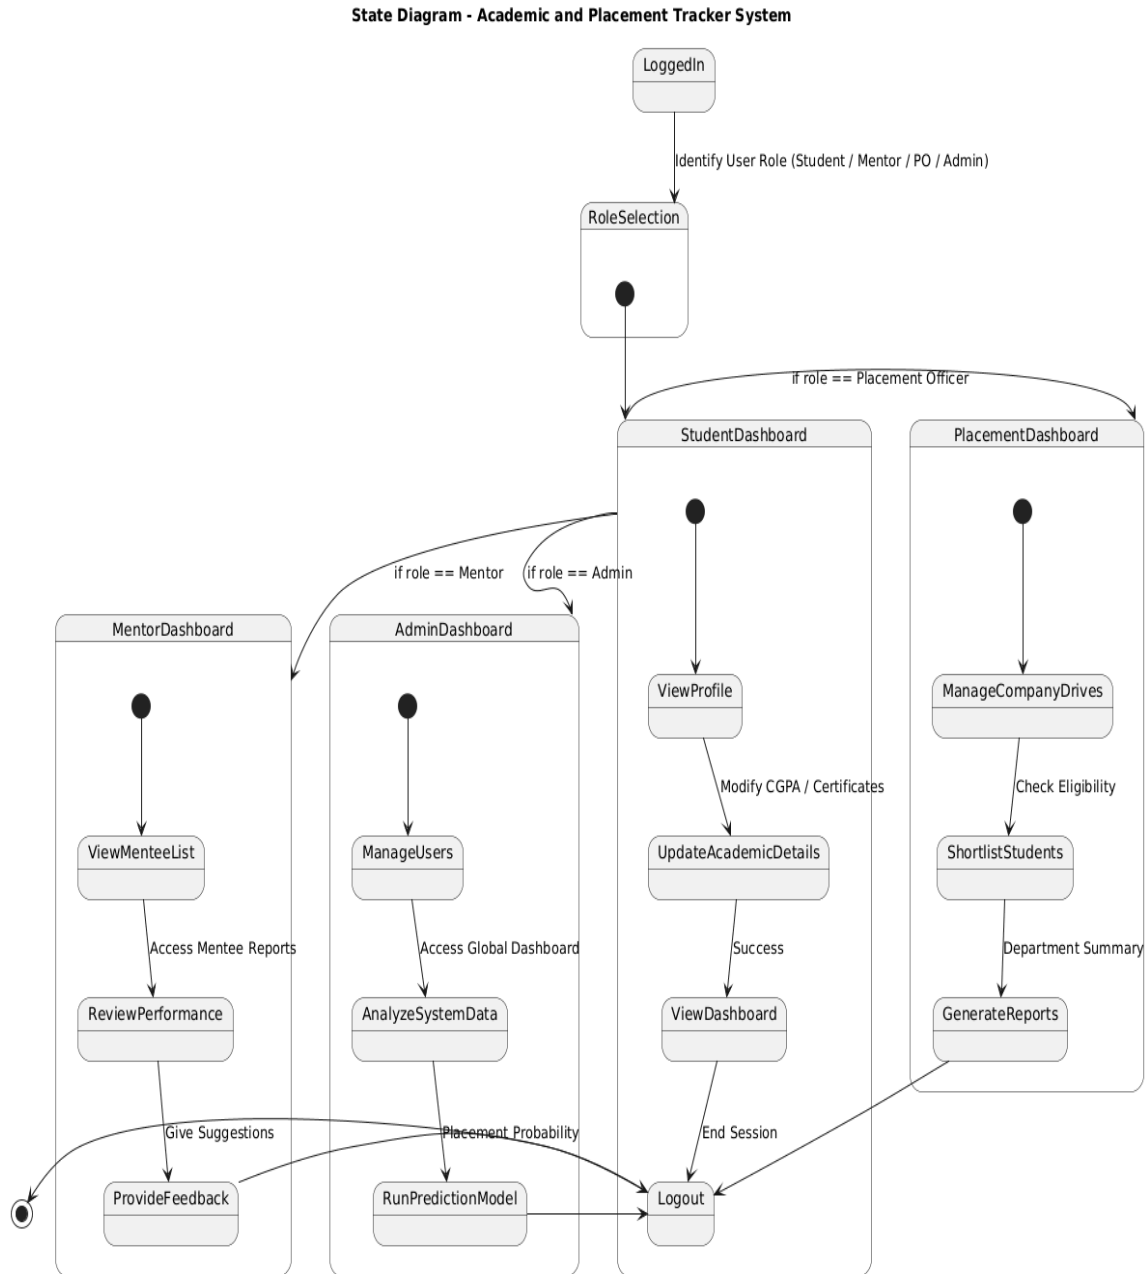 State Diagram - Academic and Placement Tracker System
LoggedIn
Identify User Role (Student / Mentor / PO / Admin)
RoleSelection
if role == Placement Officer
StudentDashboard
PlacementDashboard
if role == Mentor
if role == Admin
MentorDashboard
AdminDashboard
ViewProfile
ManageCompanyDrives
Modify CGPA / Certificates
Check Eligibility
ViewMenteeList
ManageUsers
UpdateAcademicDetails
ShortlistStudents
Access Mentee Reports
Access Global Dashboard
Success
Department Summary
ReviewPerformance
AnalyzeSystemData
ViewDashboard
GenerateReports
Give Suggestions
Placement Probability
End Session
ProvideFeedback
RunPredictionModel
Logout